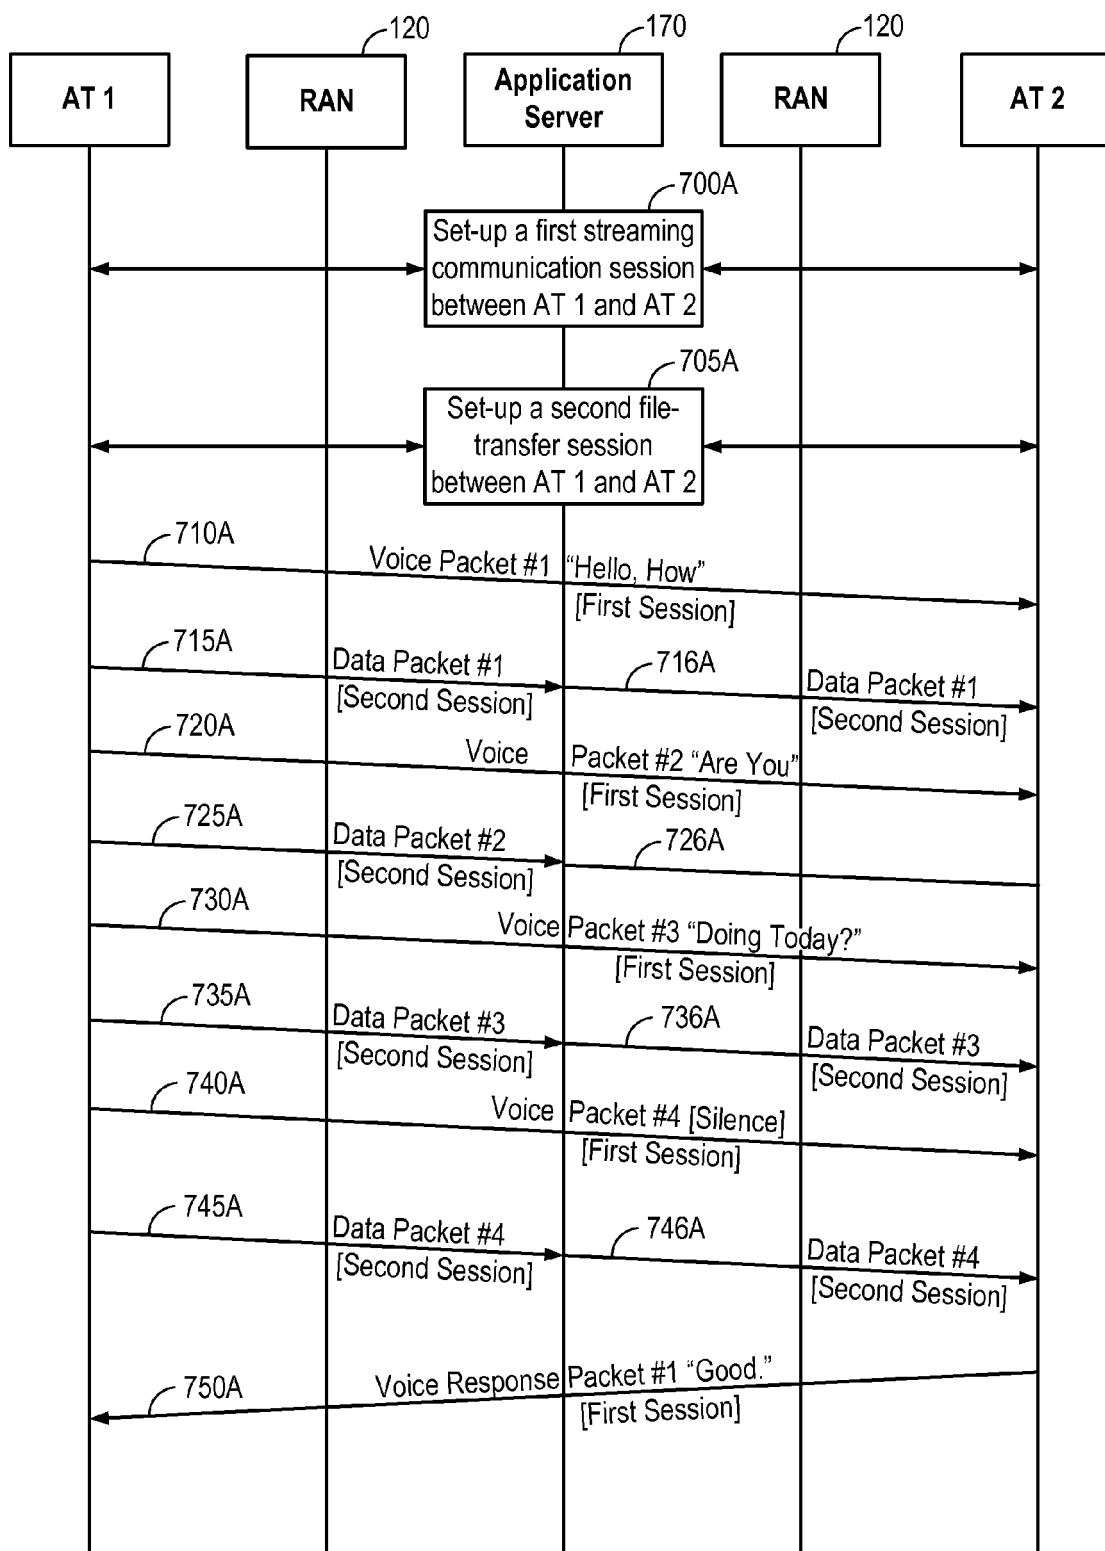 120
170
120
AT 1
RAN
Application
Server
RAN
AT 2
700A
Set-up a first streaming
communication session
between AT 1 and AT 2
705A
Set-up a second file-
transfer session
between AT 1 and AT 2
710A
Voice Packet #1 “Hello, How”
[First Session]
715A
Data Packet #1
[Second Session]
716A
Data Packet #1
[Second Session]
720A
Voice Packet #2 “Are You”
[First Session]
725A
Data Packet #2
[Second Session]
726A
730A
Voice Packet #3 “Doing Today?”
[First Session]
735A
Data Packet #3
[Second Session]
736A
Data Packet #3
[Second Session]
740A
Voice Packet #4 [Silence]
[First Session]
745A
Data Packet #4
[Second Session]
746A
Data Packet #4
[Second Session]
750A
Voice Response Packet #1 “Good.”
[First Session]